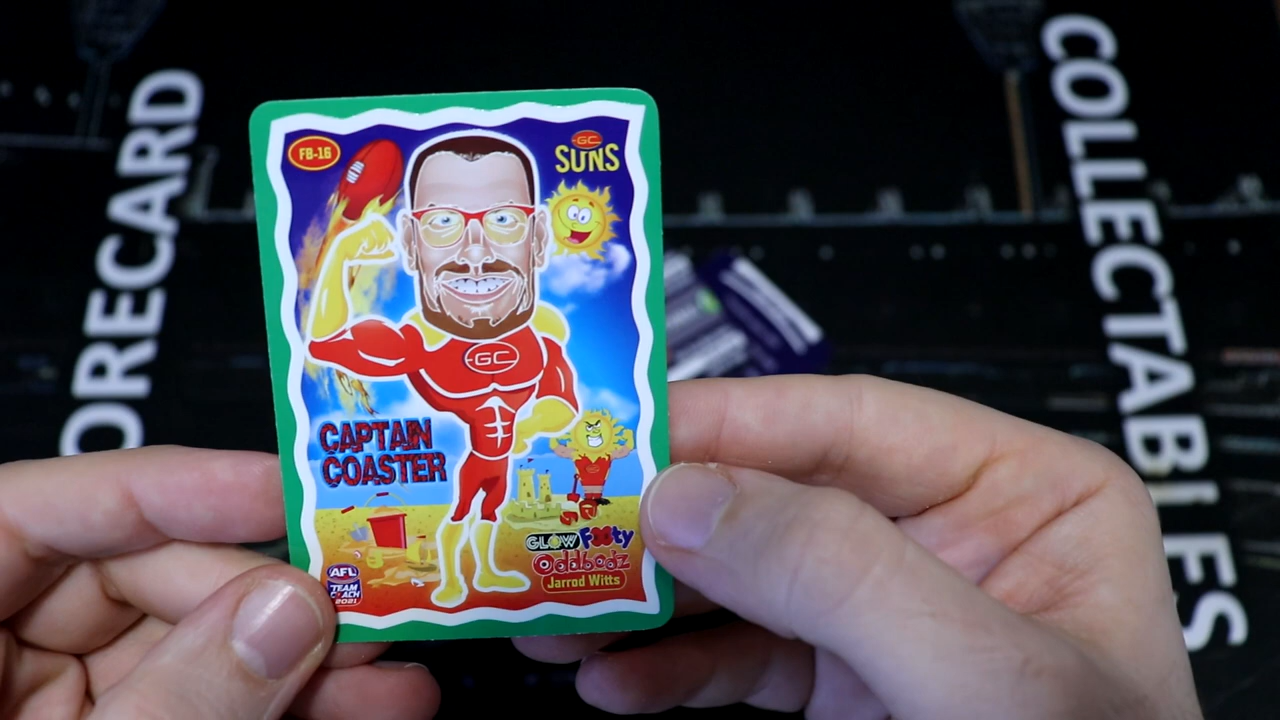 ORECARD
COLLECTABLES
FB-16
GC
SUNS
GC
CAPTAIN
COASTER
GLOW Footy
Oddbodz
Jarrod Witts
AFL
TEAM
COACH
2021